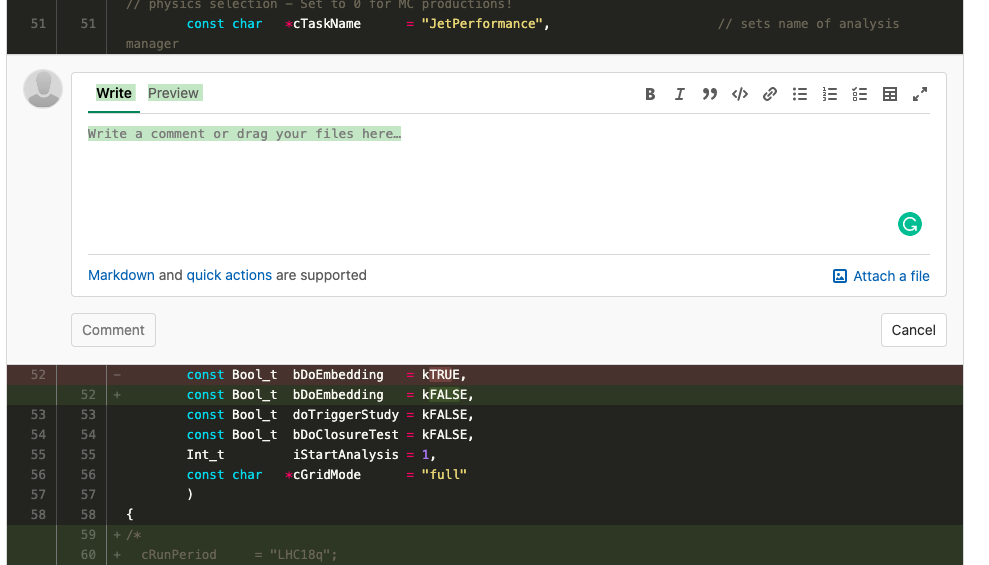 // physics selection – Set to 0 for MC productions!
51 51 const char *cTaskName = "JetPerformance", // sets name of analysis
manager
Write Preview
Write a comment or drag your files here…
Markdown and quick actions are supported Attach a file
Comment Cancel
52 - const Bool_t bDoEmbedding = kTRUE,
52 + const Bool_t bDoEmbedding = kFALSE,
53 53 const Bool_t doTriggerStudy = kFALSE,
54 54 const Bool_t bDoClosureTest = kFALSE,
55 55 Int_t iStartAnalysis = 1,
56 56 const char *cGridMode = "full"
57 57 )
58 58 {
59 + /*
60 + cRunPeriod = "LHC18q";